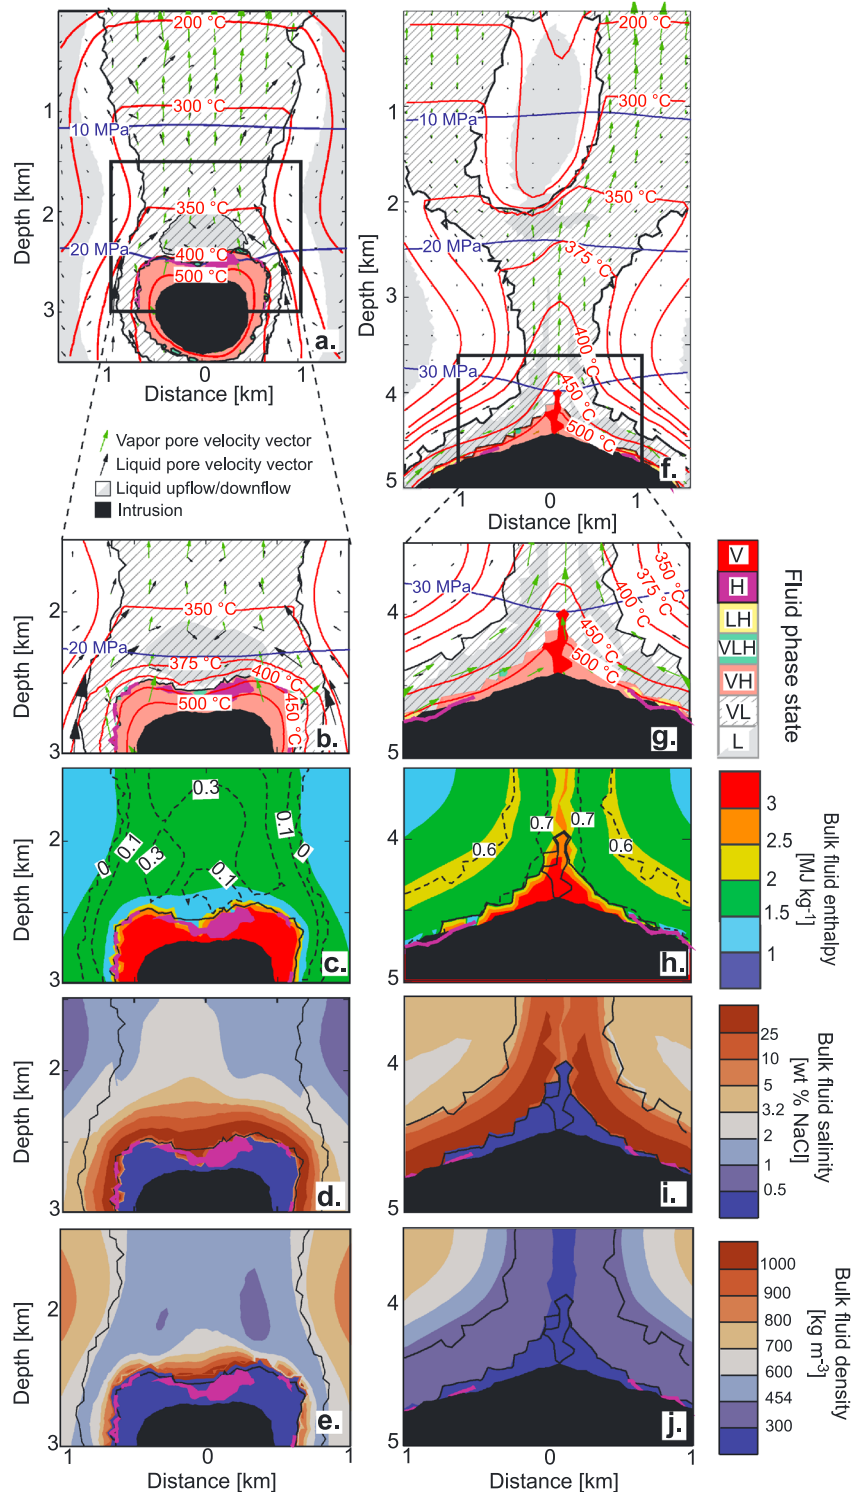 200 °C
300 °C
10 MPa
350 °C
20 MPa
400 °C
500 °C
a.
1
2
3
Depth [km]
1
0
1
Distance [km]
200 °C
300 °C
10 MPa
350 °C
20 MPa
375 °C
400 °C
30 MPa
450 °C
500 °C
f.
1
2
3
4
5
Depth [km]
1
0
1
Distance [km]
Vapor pore velocity vector
Liquid pore velocity vector
Liquid upflow/downflow
Intrusion
350 °C
20 MPa
375 °C
400 °C
450 °C
500 °C
b.
2
3
Depth [km]
350 °C
375 °C
400 °C
30 MPa
450 °C
500 °C
g.
4
5
Depth [km]
V
H
LH
VLH
VH
VL
L
Fluid phase state
0.3
0
0.1
0.3
0.1
0.1
0
c.
2
3
Depth [km]
0.7
0.7
0.6
0.6
h.
4
5
Depth [km]
3
2.5
2
1.5
1
Bulk fluid enthalpy
[MJ kg-1]
d.
2
3
Depth [km]
i.
4
5
Depth [km]
25
10
5
3.2
2
1
0.5
Bulk fluid salinity
[wt % NaCl]
e.
2
3
Depth [km]
1
0
1
Distance [km]
j.
4
5
Depth [km]
1
0
1
Distance [km]
1000
900
800
700
600
454
300
Bulk fluid density
[kg m-3]